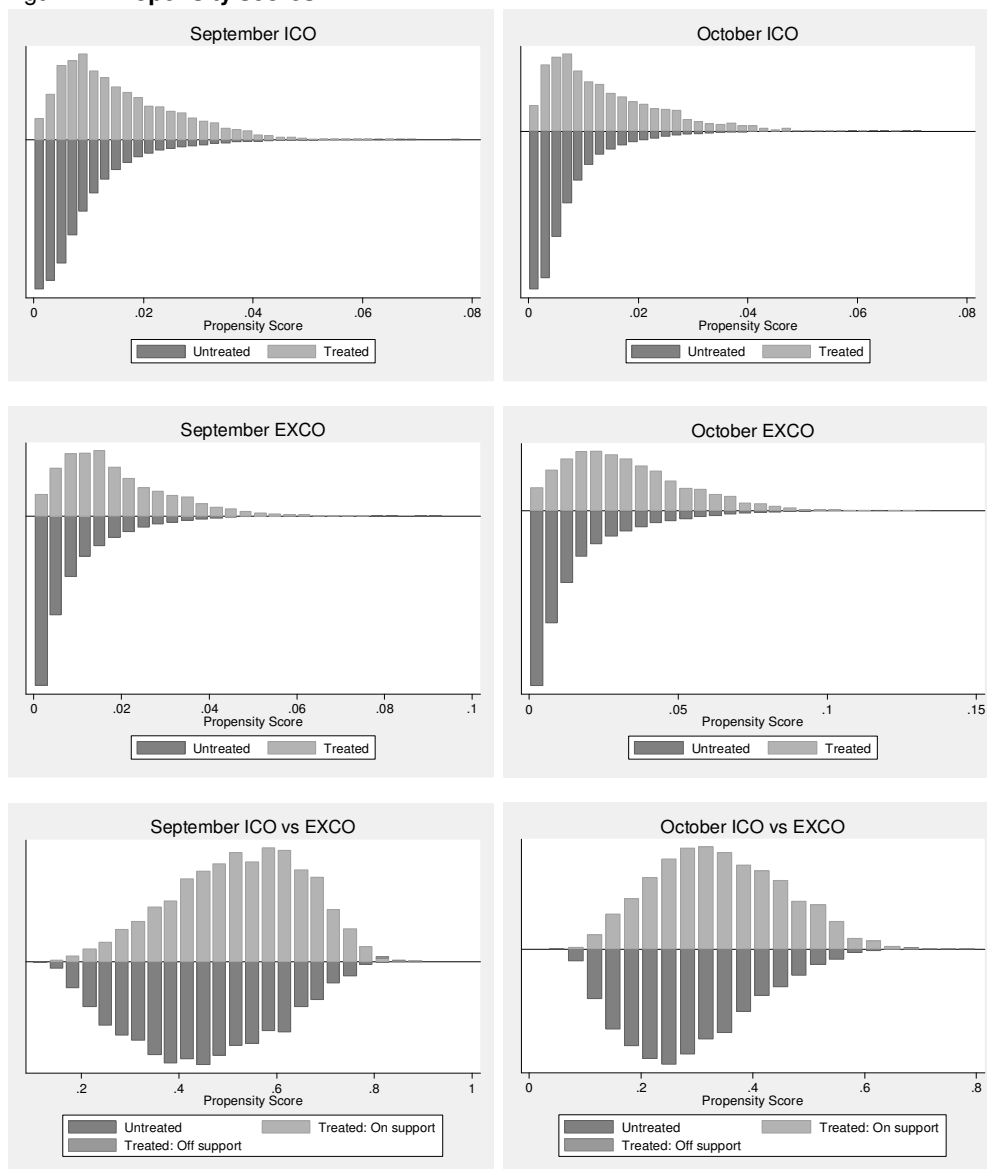 September ICO
0 .02 .04 .06 .08
Propensity Score
Untreated Treated
October ICO
0 .02 .04 .06 .08
Propensity Score
Untreated Treated
September EXCO
0 .02 .04 .06 .08 .1
Propensity Score
Untreated Treated
October EXCO
0 .05 .1 .15
Propensity Score
Untreated Treated
September ICO vs EXCO
.2 .4 .6 .8 1
Propensity Score
Untreated Treated: On support
Treated: Off support
October ICO vs EXCO
0 .2 .4 .6 .8
Propensity Score
Untreated Treated: On support
Treated: Off support